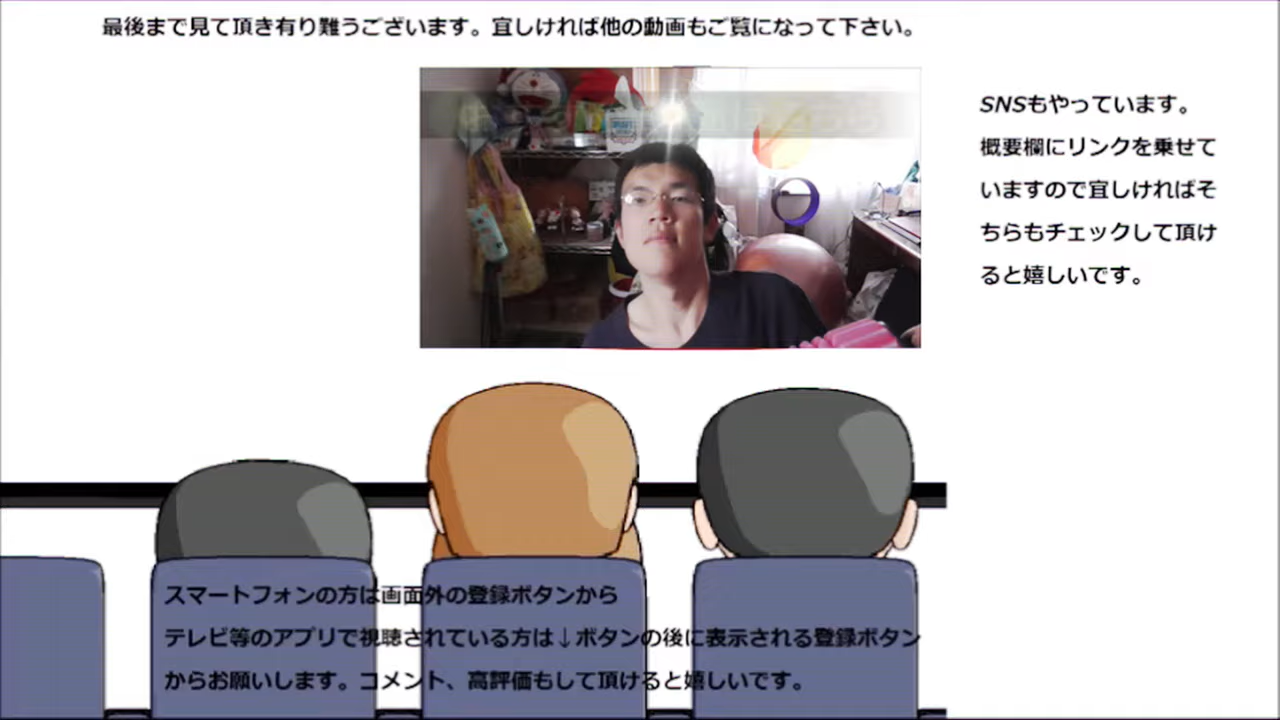 最後まで見て頂き有り難うございます。宜しければ他の動画もご覧になって下さい。
SNSもやっています。
概要欄にリンクを乗せて
いますので宜しければそ
ちらもチェックして頂け
ると嬉しいです。
スマートフォンの方は画面外の登録ボタンから
テレビ等のアプリで視聴されている方は↓ボタンの後に表示される登録ボタン
からお願いします。コメント、高評価もして頂けると嬉しいです。